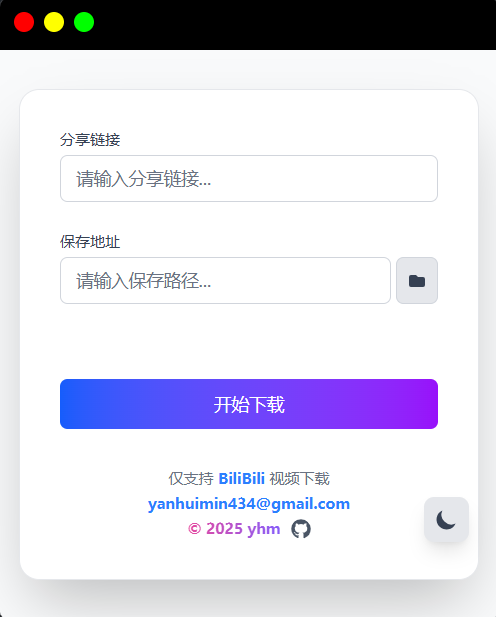 分享链接
请输入分享链接...
保存地址
请输入保存路径...
开始下载
仅支持 BiliBili 视频下载
yanhuimin434@gmail.com
© 2025 yhm